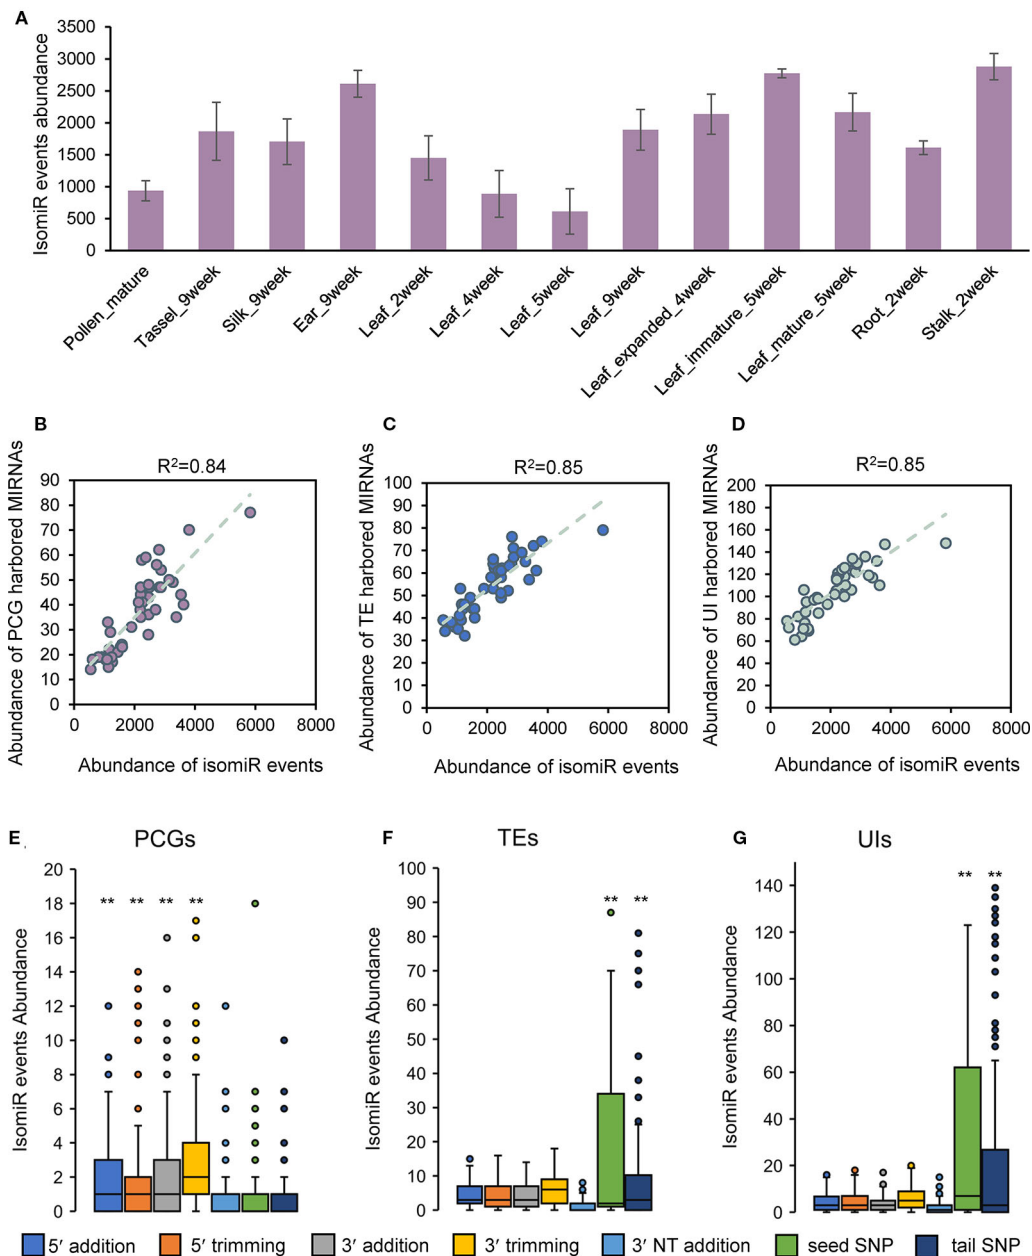 A
IsomiR events abundance
3500
3000
2500
2000
1500
1000
500
0
Pollen_mature
Tassel_9week
Silk_9week
Ear_9week
Leaf_2week
Leaf_4week
Leaf_5week
Leaf_9week
Leaf_expanded_4week
Leaf_immature_5week
Leaf_mature_5week
Root_2week
Stalk_2week
B
R²=0.84
Abundance of PCG harbored MIRNAs
90
80
70
60
50
40
30
20
10
0
0 2000 4000 6000 8000
Abundance of isomiR events
C
R²=0.85
Abundance of TE harbored MIRNAs
100
90
80
70
60
50
40
30
20
10
0
0 2000 4000 6000 8000
Abundance of isomiR events
D
R²=0.85
Abundance of UI harbored MIRNAs
200
180
160
140
120
100
80
60
40
20
0
0 2000 4000 6000 8000
Abundance of isomiR events
E.
PCGs
IsomiR events Abundance
20
18
16
14
12
10
8
6
4
2
0
** ** ** **
F
TEs
IsomiR events Abundance
100
90
80
70
60
50
40
30
20
10
0
** **
G
UIs
IsomiR events Abundance
140
120
100
80
60
40
20
0
** **
5′ addition 5′ trimming 3′ addition 3′ trimming 3′ NT addition seed SNP tail SNP